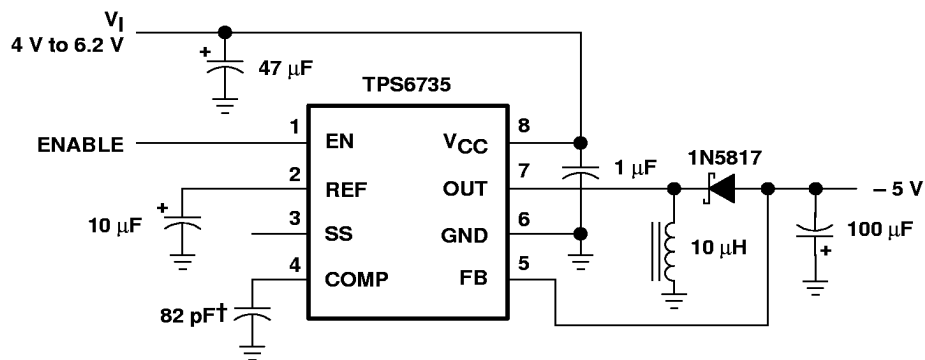 VI
4 V to 6.2 V
47 µF
TPS6735
ENABLE
1
EN
VCC
8
1N5817
2
REF
OUT
7
1 µF
– 5 V
10 µF
3
SS
GND
6
10 µH
100 µF
4
COMP
FB
5
82 pF†